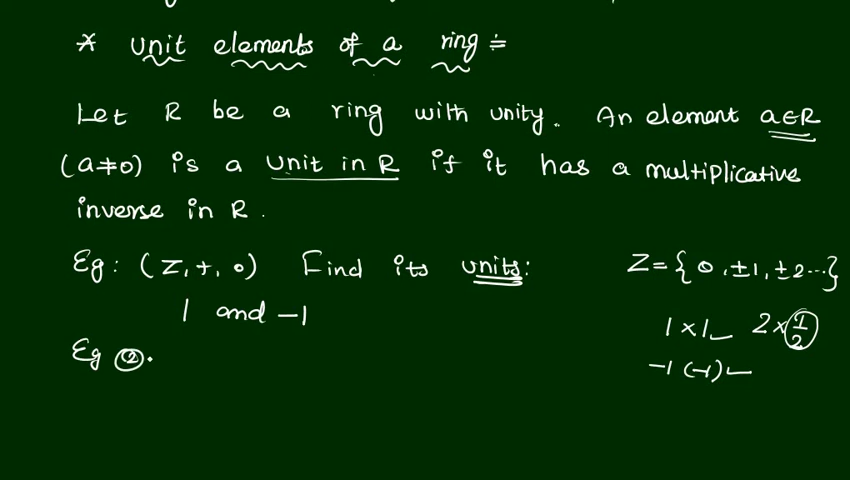 * unit elements of a ring :=
Let R be a ring with unity. An element a∈R
(a≠0) is a unit in R if it has a multiplicative
inverse in R.
Eg: (Z, +, ०) Find its units: Z = {0, ±1, ±2...}
1 and -1
1 × 1 2 × 1/2
Eg ②.
-1 (-1)